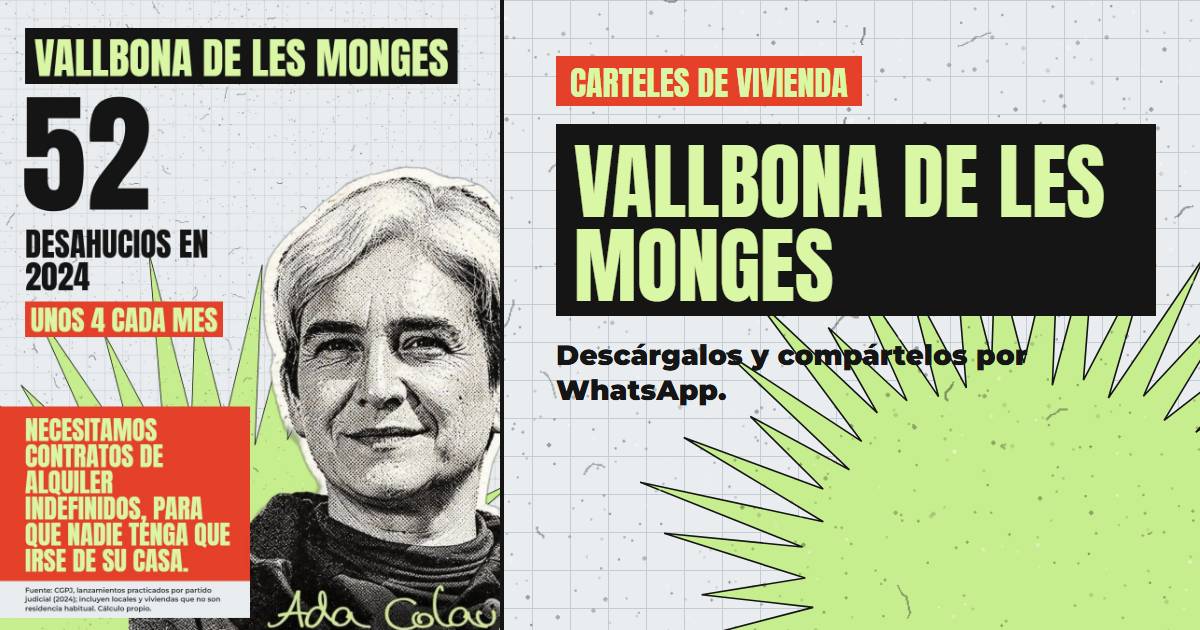 VALLBONA DE LES MONGES
52
DESAHUCIOS EN
2024
UNOS 4 CADA MES
NECESITAMOS
CONTRATOS DE
ALQUILER
INDEFINIDOS, PARA
QUE NADIE TENGA QUE
IRSE DE SU CASA.
Fuente: CGPJ, lanzamientos practicados por partido
judicial (2024); incluyen locales y viviendas que no son
residencia habitual. Cálculo propio.
Ada Colau
CARTELES DE VIVIENDA
VALLBONA DE LES
MONGES
Descárgalos y compártelos por
WhatsApp.